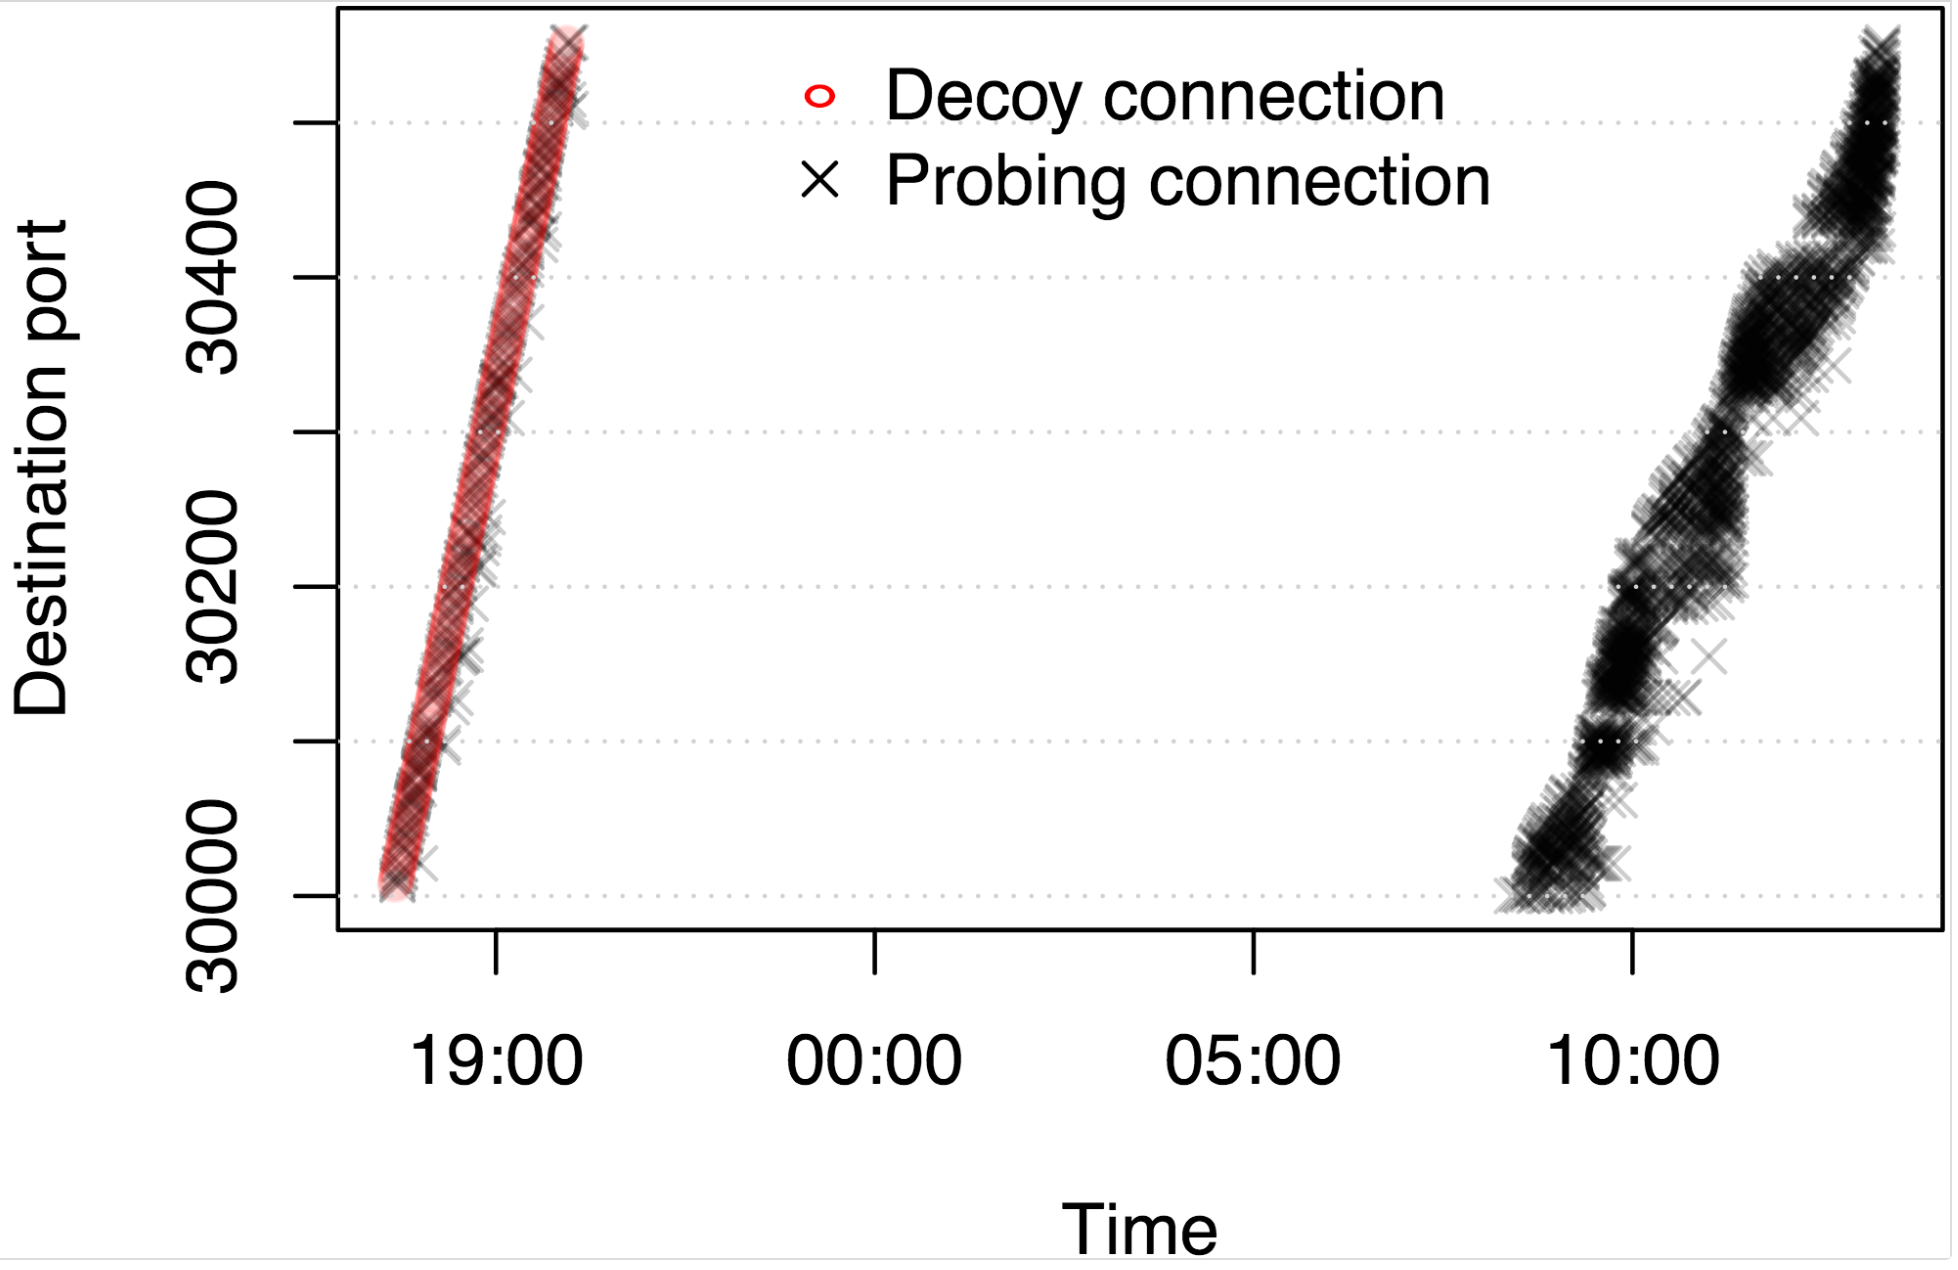 Decoy connection
Probing connection
Destination port
30400
30200
30000
19:00 00:00 05:00 10:00
Time